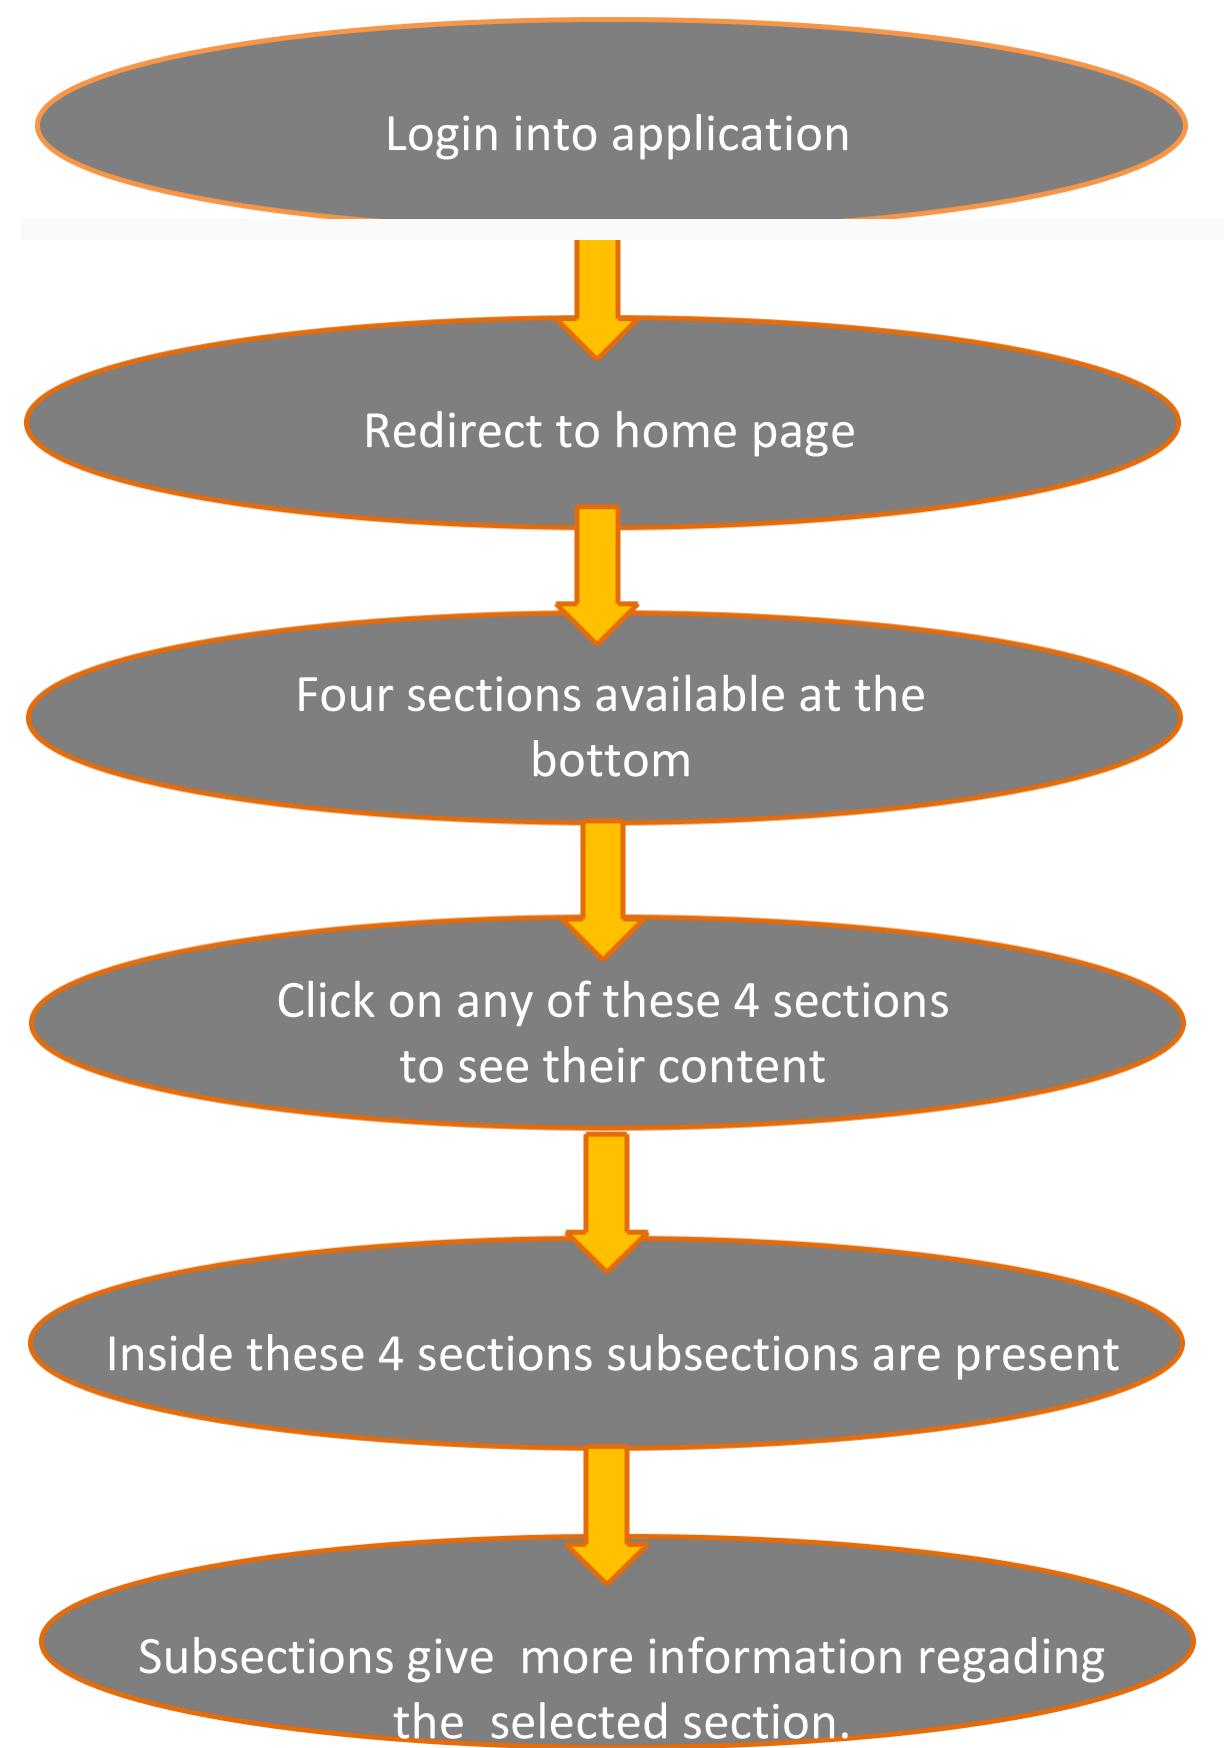 Login into application
Redirect to home page
Four sections available at the
bottom
Click on any of these 4 sections
to see their content
Inside these 4 sections subsections are present
Subsections give  more information regading
the  selected section.